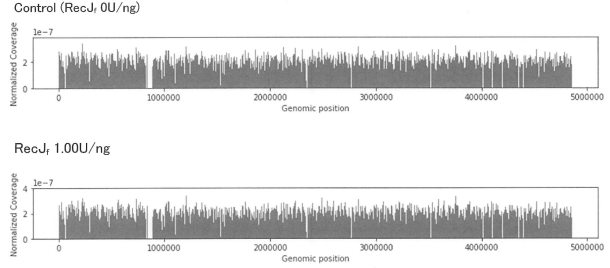 Control (RecJf 0U/ng)
1e−7
Normalized Coverage
2
0
0 1000000 2000000 3000000 4000000 5000000
Genomic position
RecJf 1.00U/ng
1e−7
Normalized Coverage
4
2
0
0 1000000 2000000 3000000 4000000 5000000
Genomic position